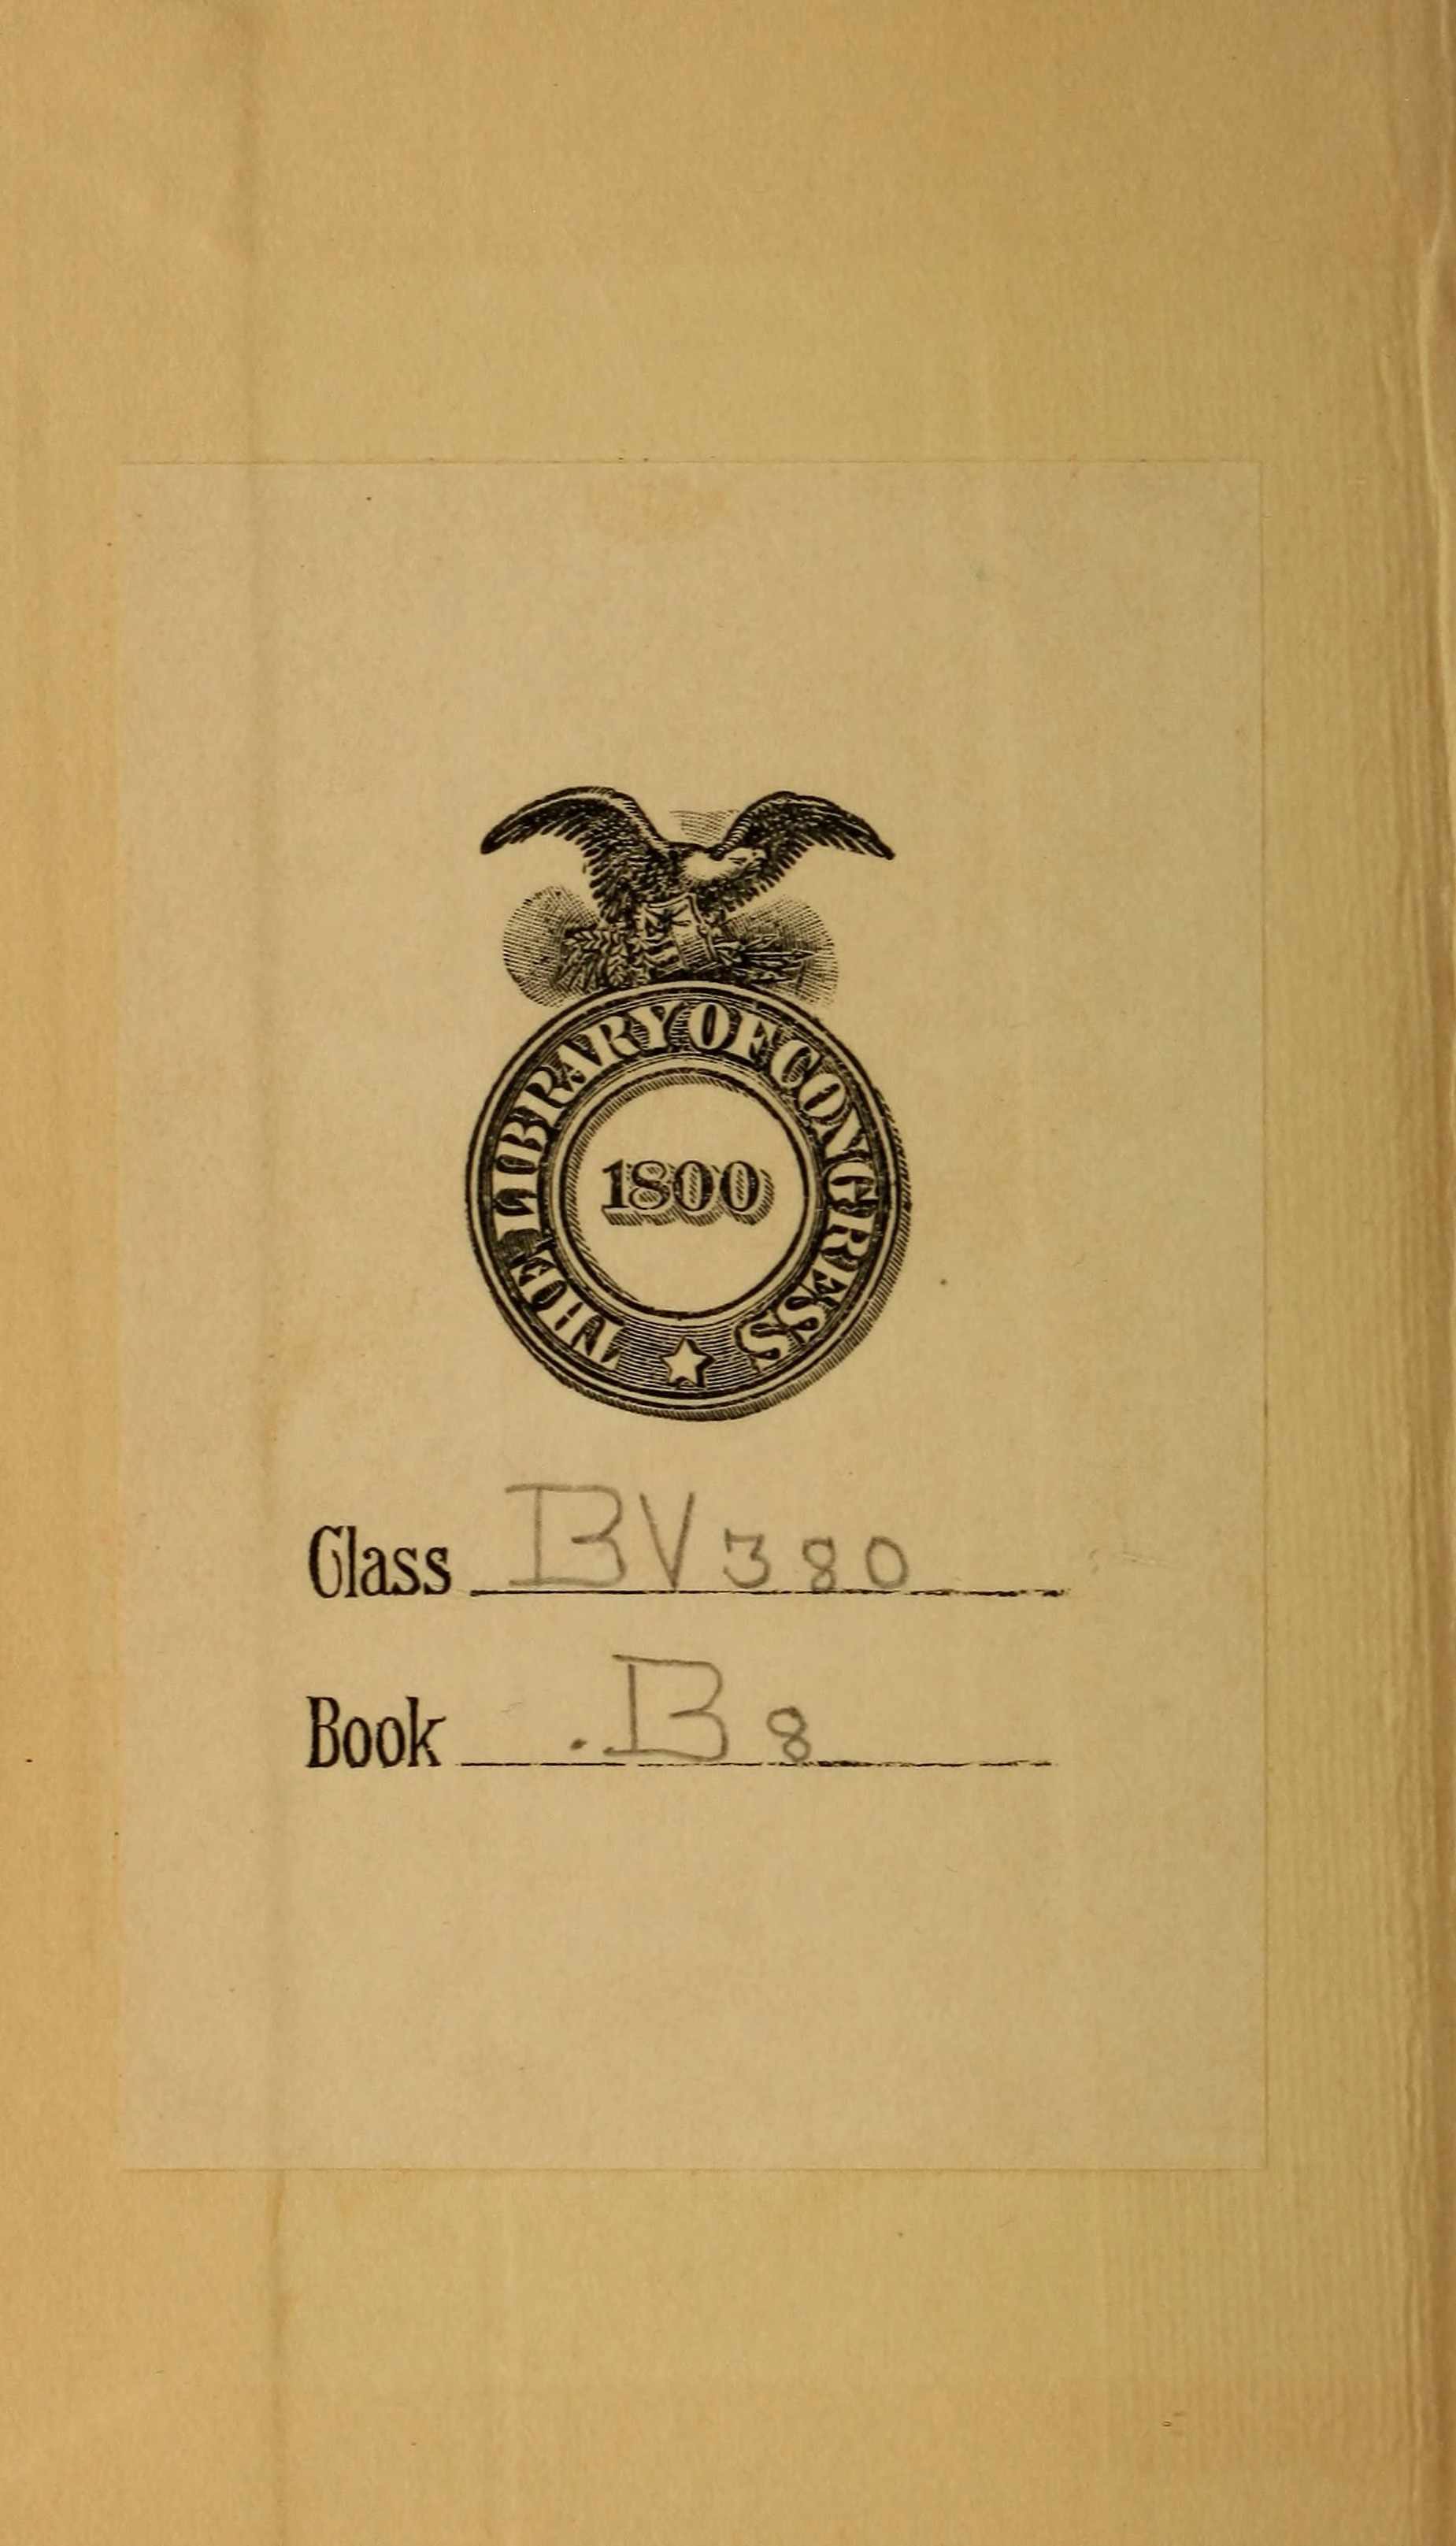 THE LIBRARY OF CONGRESS
1800
Class BV380
Book .B8